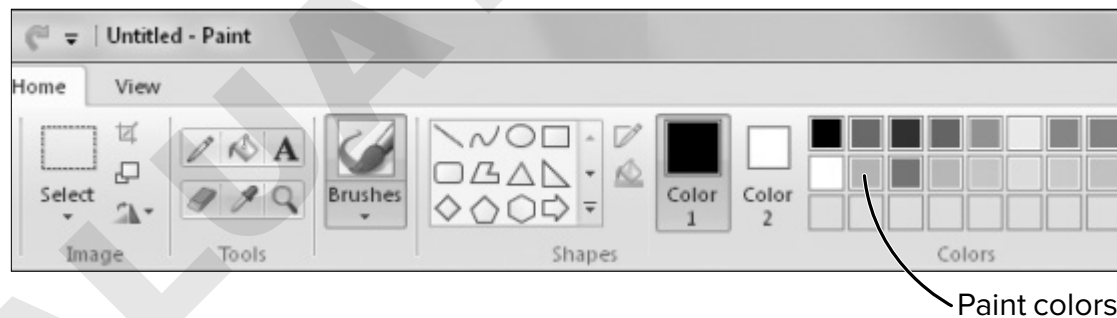 Untitled - Paint
Home View
A
Select
Brushes
Color 1
Color 2
Image Tools Shapes Colors
Paint colors